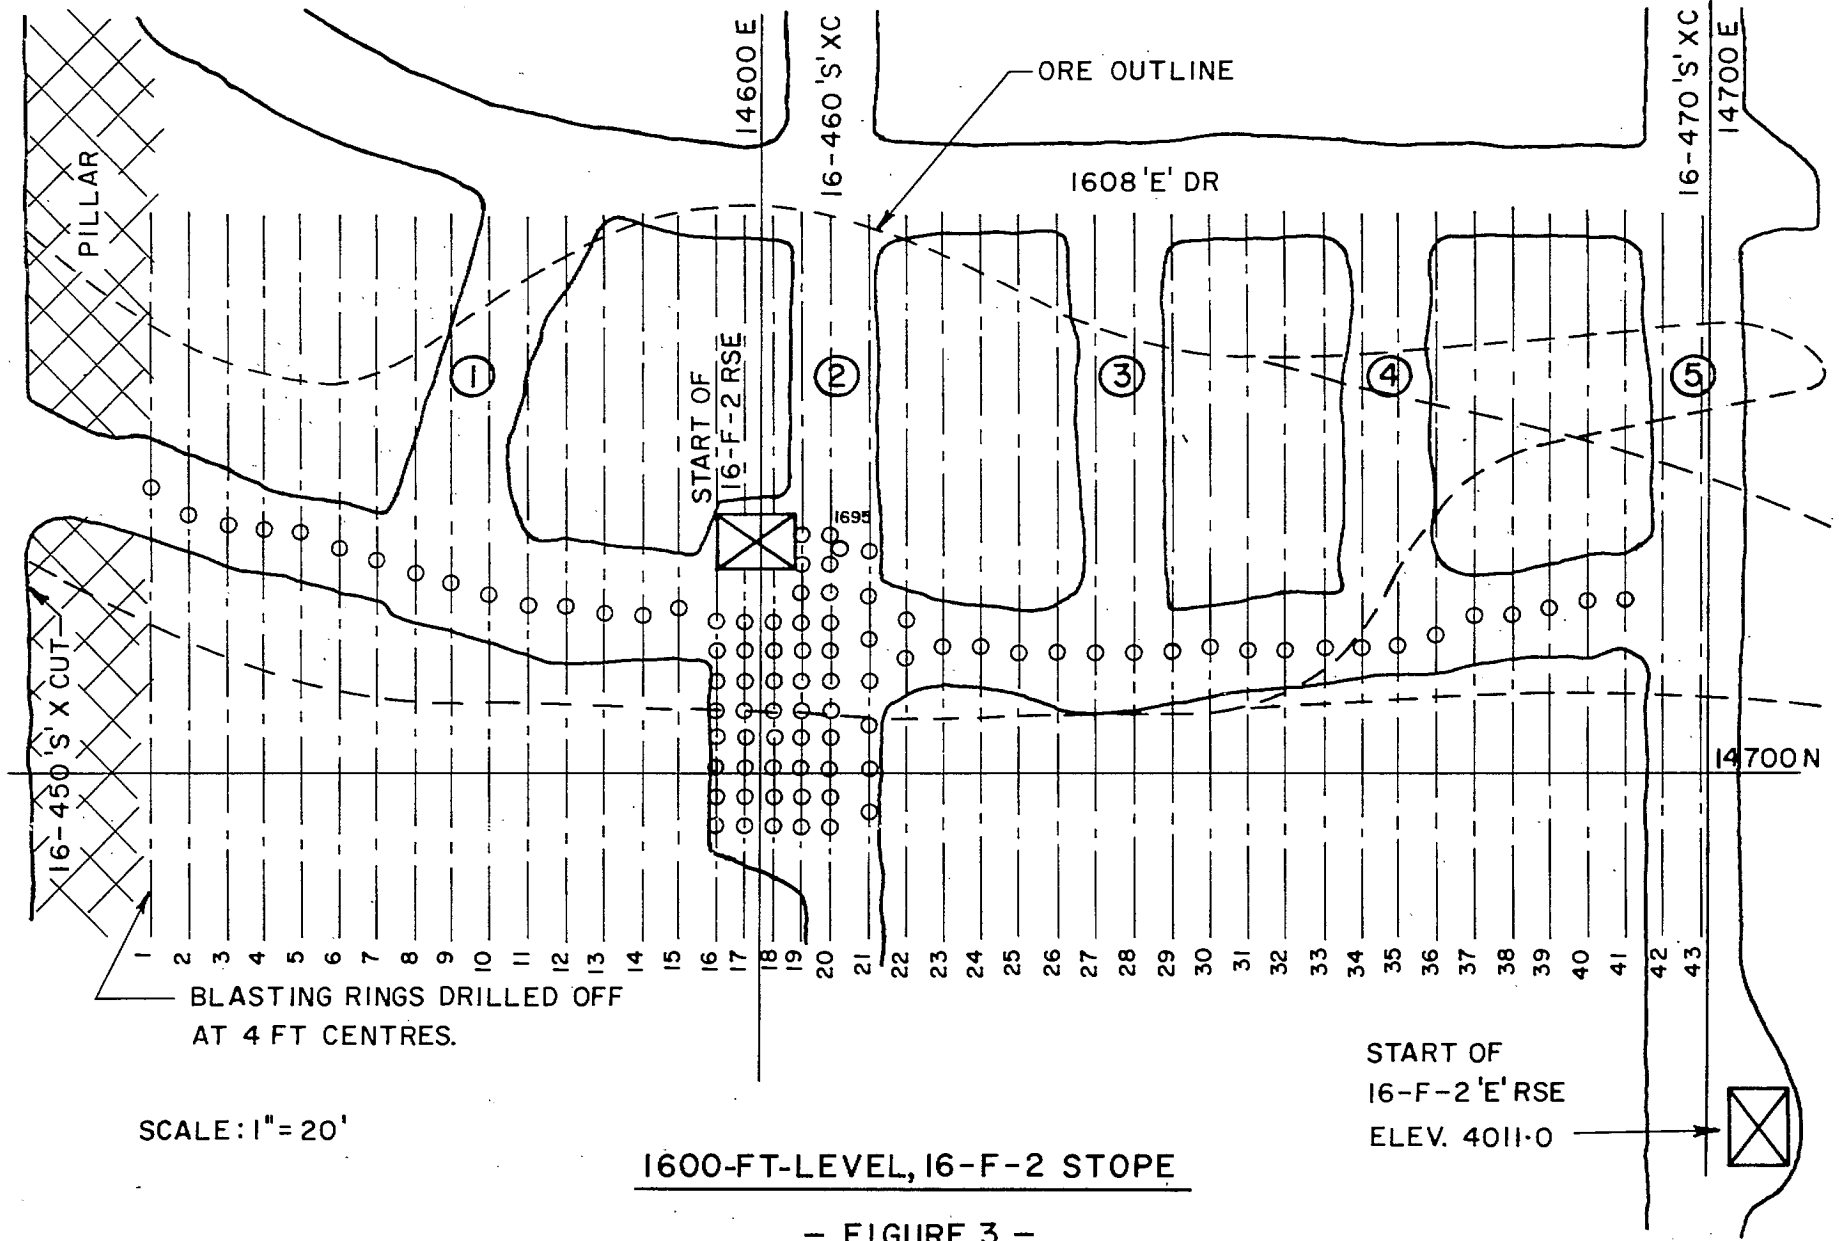 14600 E
16-460 'S' XC
16-470 'S' XC
14700 E
ORE OUTLINE
1608 'E' DR
PILLAR
1
2
3
4
5
START OF
16-F-2 RSE
1695
16-450 'S' X CUT
14700 N
1 2 3 4 5 6 7 8 9 10 11 12 13 14 15 16 17 18 19 20 21 22 23 24 25 26 27 28 29 30 31 32 33 34 35 36 37 38 39 40 41 42 43
BLASTING RINGS DRILLED OFF
AT 4 FT CENTRES.
START OF
16-F-2 'E' RSE
ELEV. 4011·0
SCALE: 1" = 20'
1600-FT-LEVEL, 16-F-2 STOPE
- FIGURE 3 -